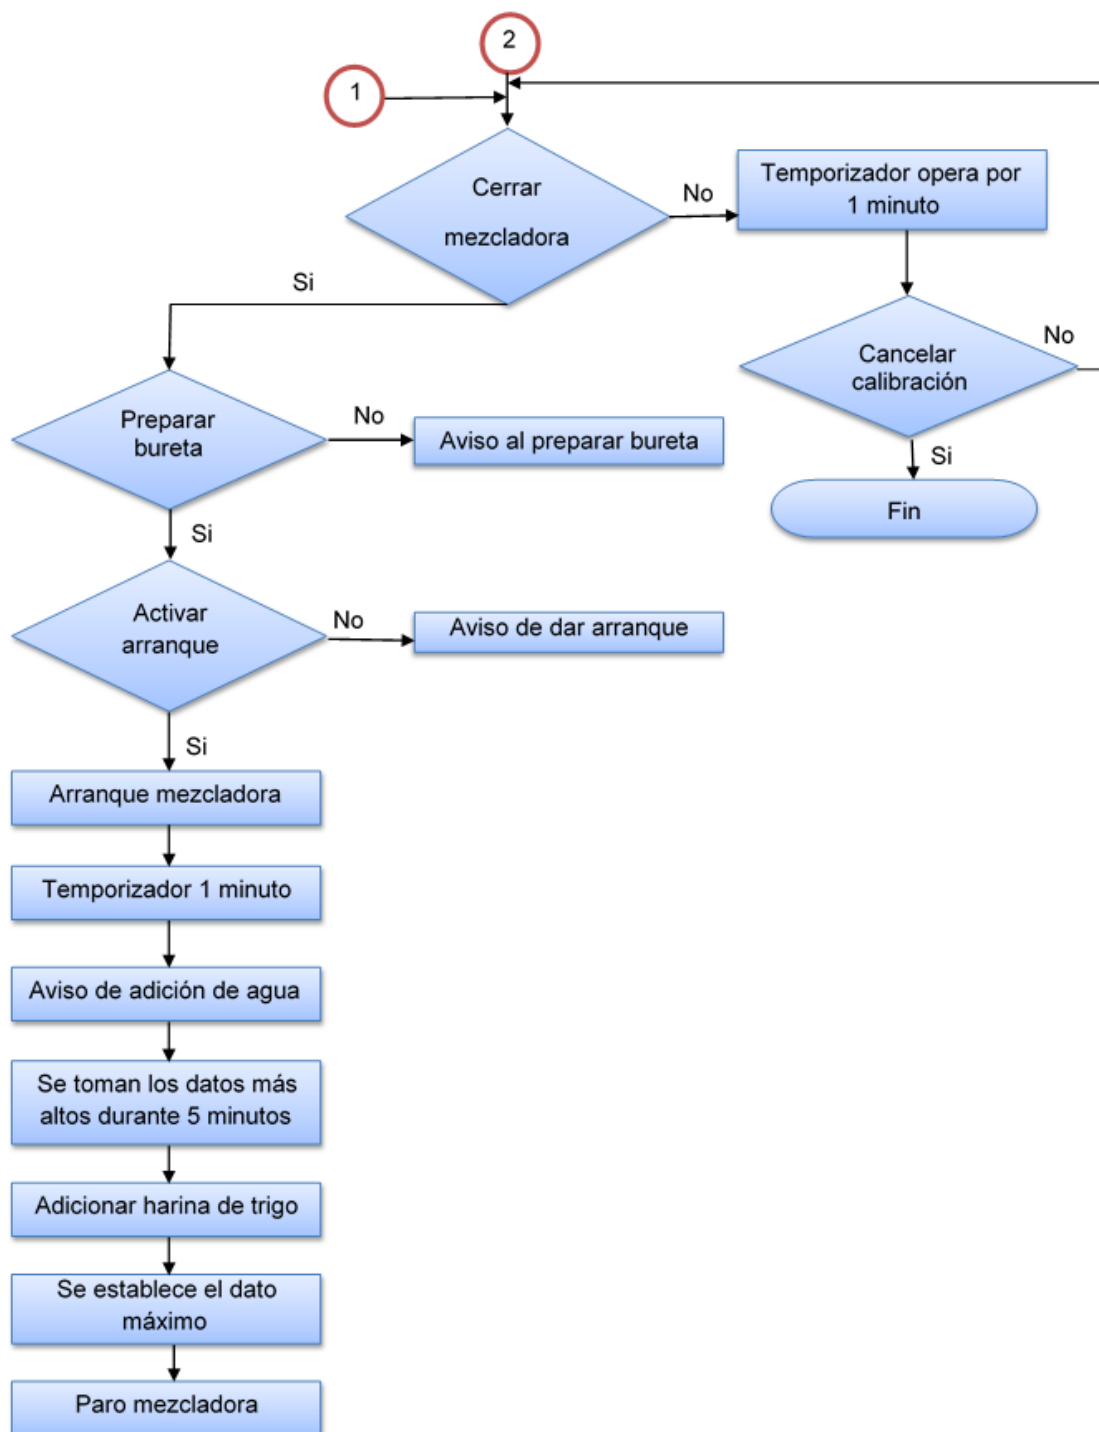 2
1
Cerrar
mezcladora
No
Temporizador opera por
1 minuto
Si
Cancelar
calibración
No
Si
Fin
Preparar
bureta
No
Aviso al preparar bureta
Si
Activar
arranque
No
Aviso de dar arranque
Si
Arranque mezcladora
Temporizador 1 minuto
Aviso de adición de agua
Se toman los datos más
altos durante 5 minutos
Adicionar harina de trigo
Se establece el dato
máximo
Paro mezcladora